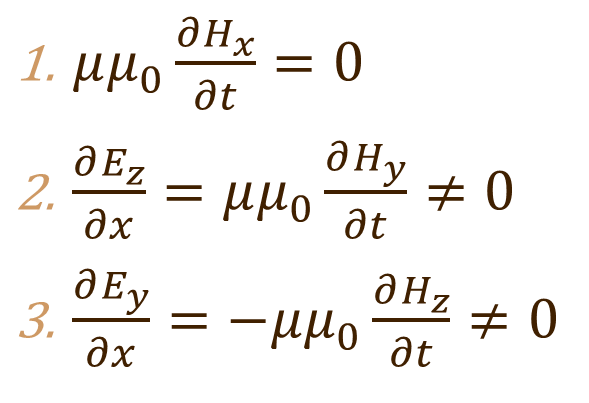 1. μμ₀ ∂Hₓ/∂t = 0
2. ∂E_z/∂x = μμ₀ ∂H_y/∂t ≠ 0
3. ∂E_y/∂x = −μμ₀ ∂H_z/∂t ≠ 0